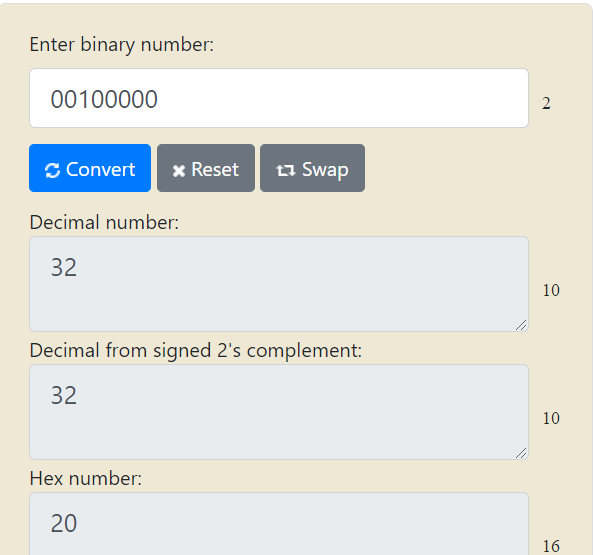 Enter binary number:
00100000
2
Convert
Reset
Swap
Decimal number:
32
10
Decimal from signed 2's complement:
32
10
Hex number:
20
16